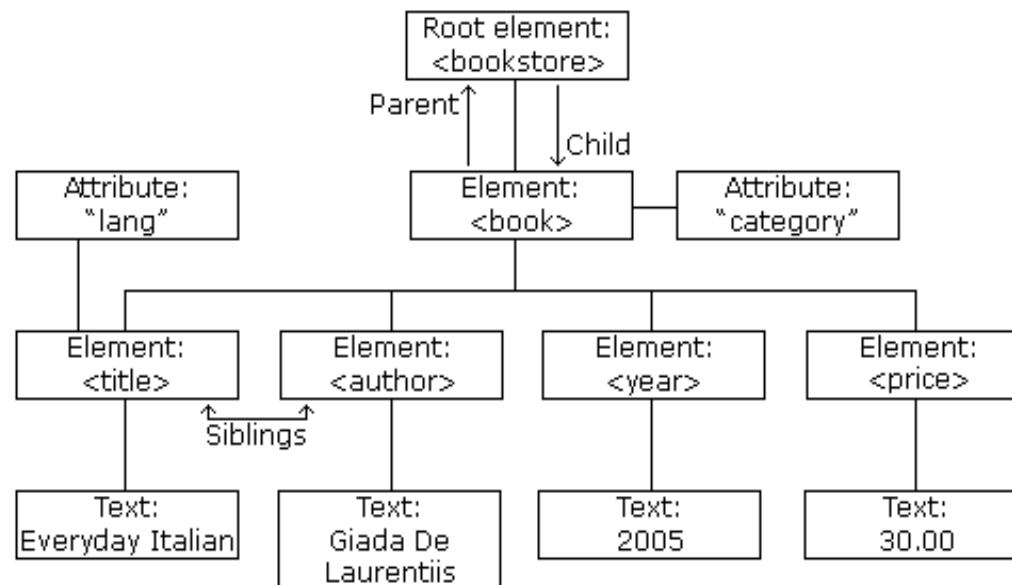 Root element:
<bookstore>
Parent
Child
Attribute:
“lang”
Element:
<book>
Attribute:
“category”
Element:
<title>
Element:
<author>
Element:
<year>
Element:
<price>
Siblings
Text:
Everyday Italian
Text:
Giada De
Laurentiis
Text:
2005
Text:
30.00